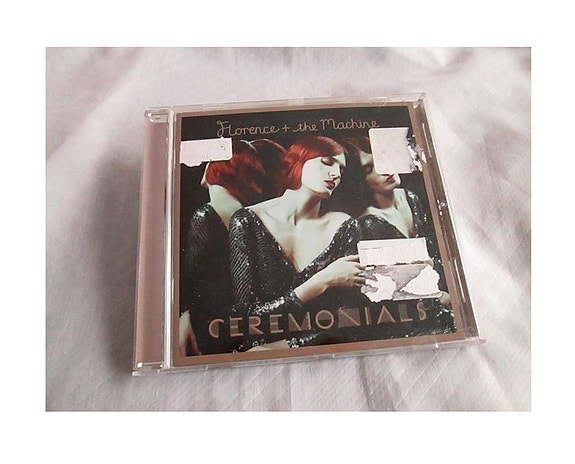 Florence + the Machine
CEREMONIALS